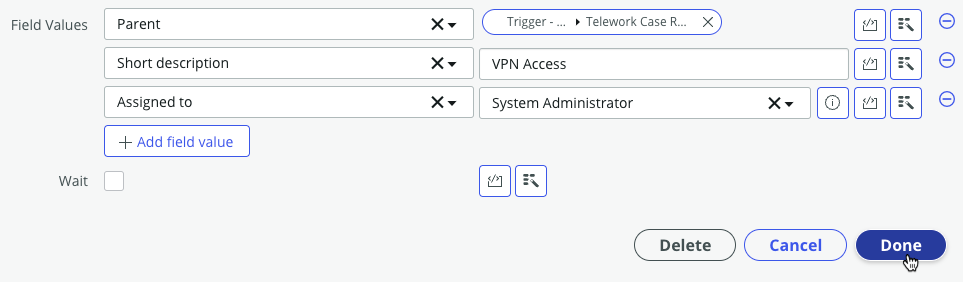 Field Values Parent Trigger - ... Telework Case R...
Short description VPN Access
Assigned to System Administrator
Add field value
Wait
Delete Cancel Done